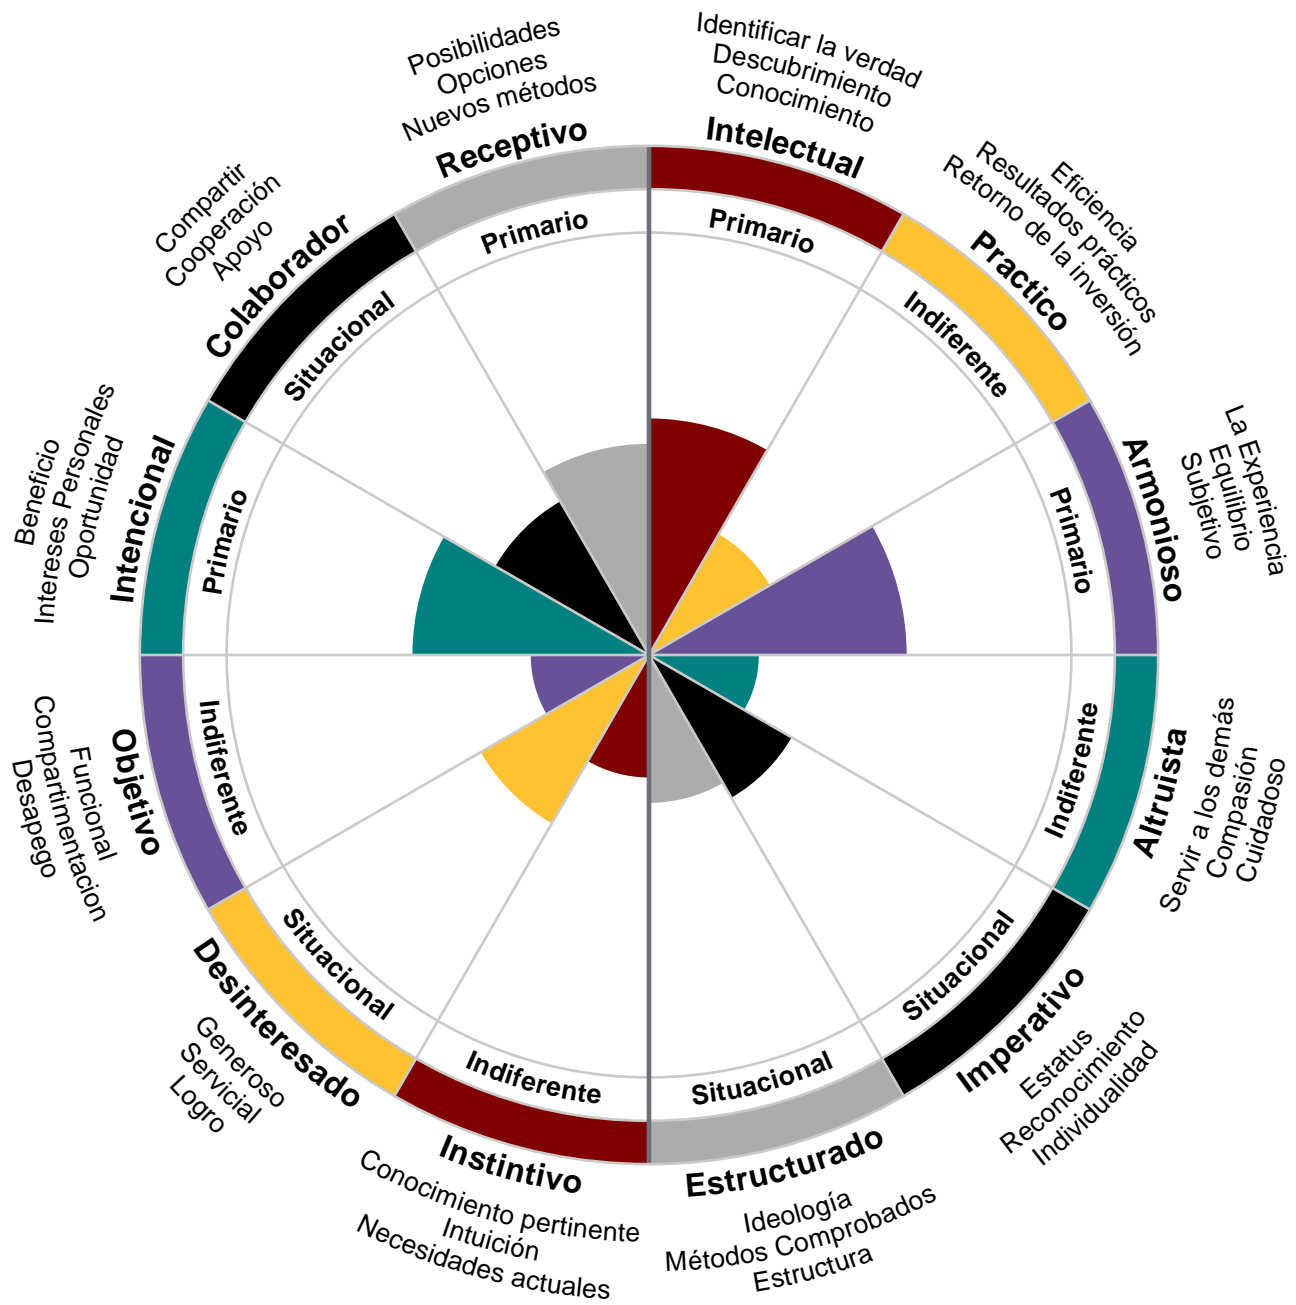 Identificar la verdad
Descubrimiento
Conocimiento
Intelectual
Primario
Eficiencia
Resultados prácticos
Retorno de la inversión
Practico
Indiferente
La Experiencia
Equilibrio
Subjetivo
Armonioso
Primario
Altruista
Indiferente
Servir a los demás
Compasión
Cuidadoso
Imperativo
Situacional
Estatus
Reconocimiento
Individualidad
Situacional
Estructurado
Ideología
Métodos Comprobados
Estructura
Indiferente
Instintivo
Conocimiento pertinente
Intuición
Necesidades actuales
Situacional
Desinteresado
Generoso
Servicial
Logro
Indiferente
Objetivo
Funcional
Compartimentacion
Desapego
Beneficio
Intereses Personales
Oportunidad
Intencional
Primario
Compartir
Cooperación
Apoyo
Colaborador
Situacional
Posibilidades
Opciones
Nuevos métodos
Receptivo
Primario